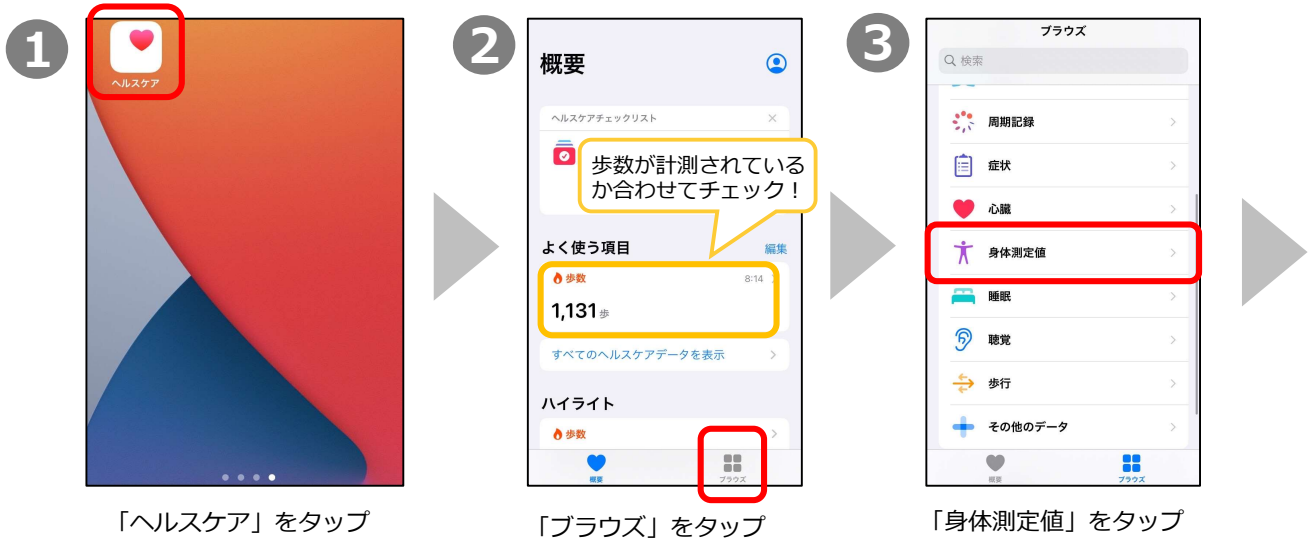 1
ヘルスケア
「ヘルスケア」をタップ
2
概要
ヘルスケアチェックリスト
歩数が計測されている
か合わせてチェック！
よく使う項目 編集
歩数 8:14
1,131歩
すべてのヘルスケアデータを表示
ハイライト
歩数
概要 ブラウズ
「ブラウズ」をタップ
3
ブラウズ
検索
周期記録
症状
心臓
身体測定値
睡眠
聴覚
歩行
その他のデータ
概要 ブラウズ
「身体測定値」をタップ